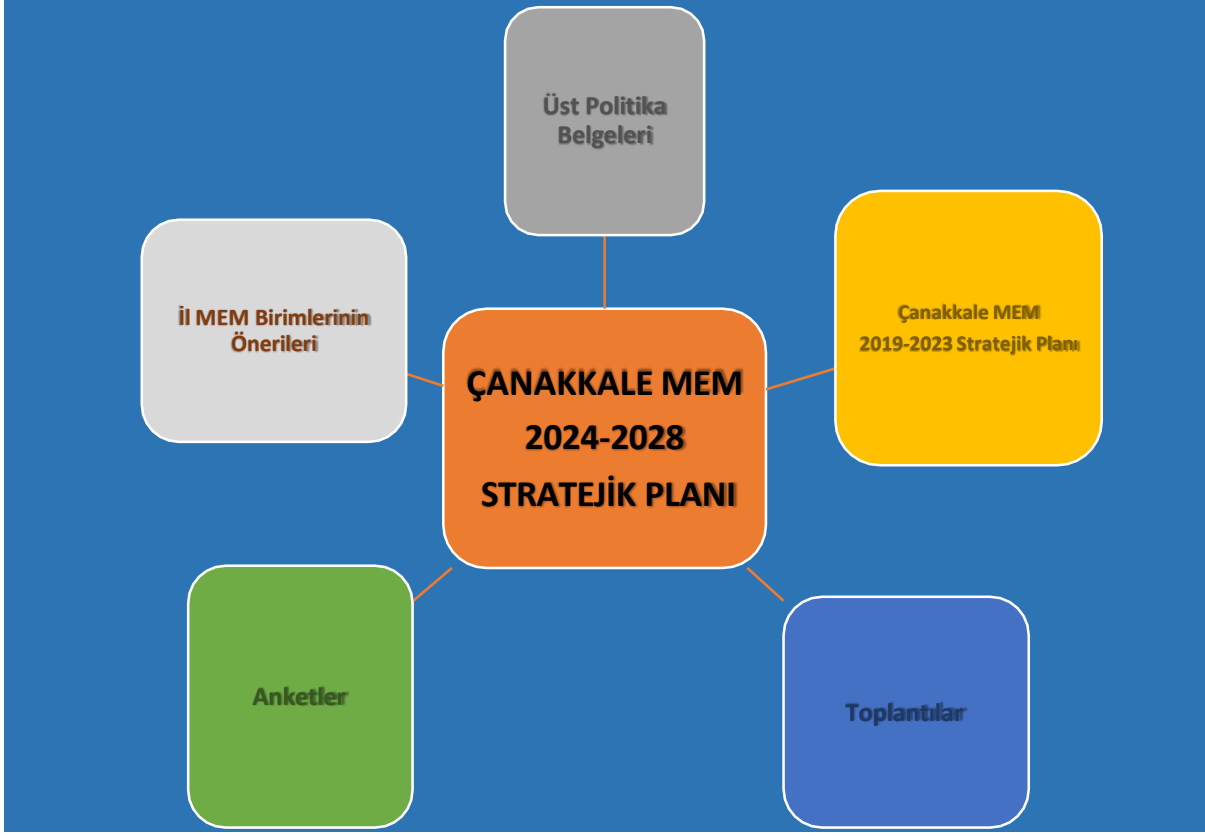 Üst Politika
Belgeleri
İl MEM Birimlerinin
Önerileri
Çanakkale MEM
2019-2023 Stratejik Planı
ÇANAKKALE MEM
2024-2028
STRATEJİK PLANI
Anketler
Toplantılar